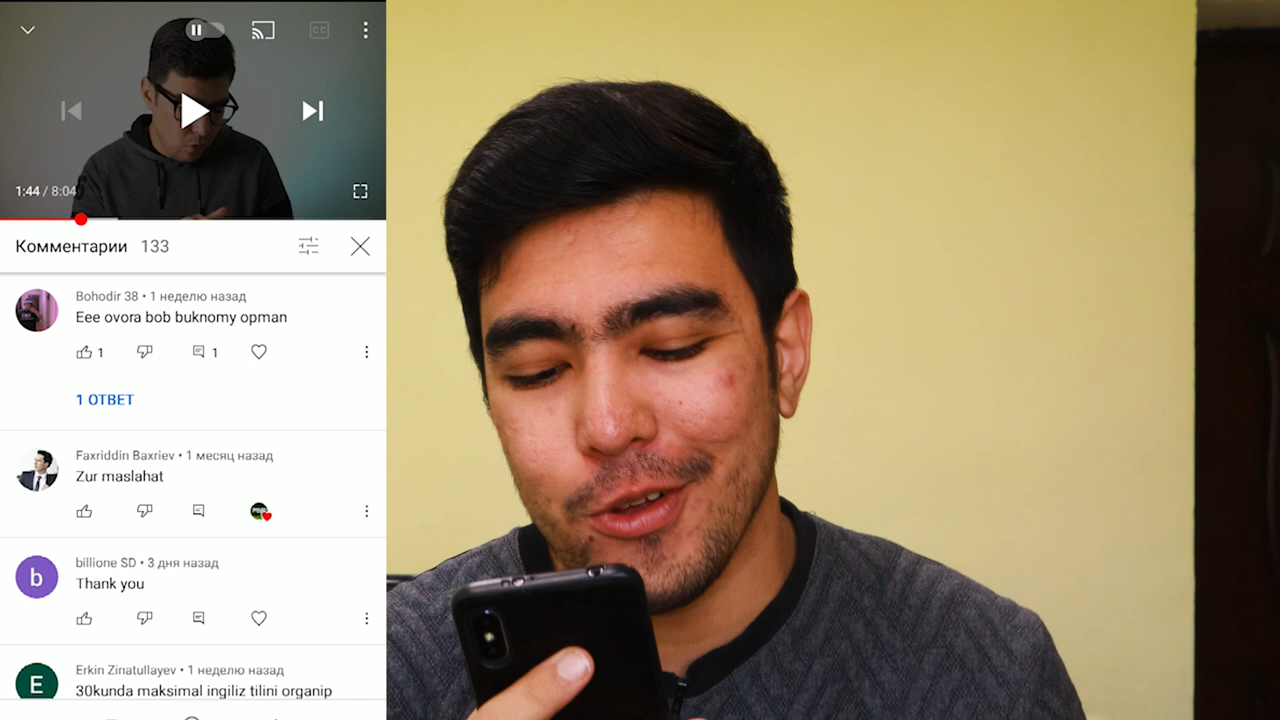 CC
1:44 / 8:04
Комментарии 133
Bohodir 38 • 1 неделю назад
Eee ovora bob buknomy opman
1 1
1 ОТВЕТ
Faxriddin Baxriev • 1 месяц назад
Zur maslahat
b
billione SD • 3 дня назад
Thank you
E
Erkin Zinatullayev • 1 неделю назад
30kunda maksimal ingiliz tilini organip